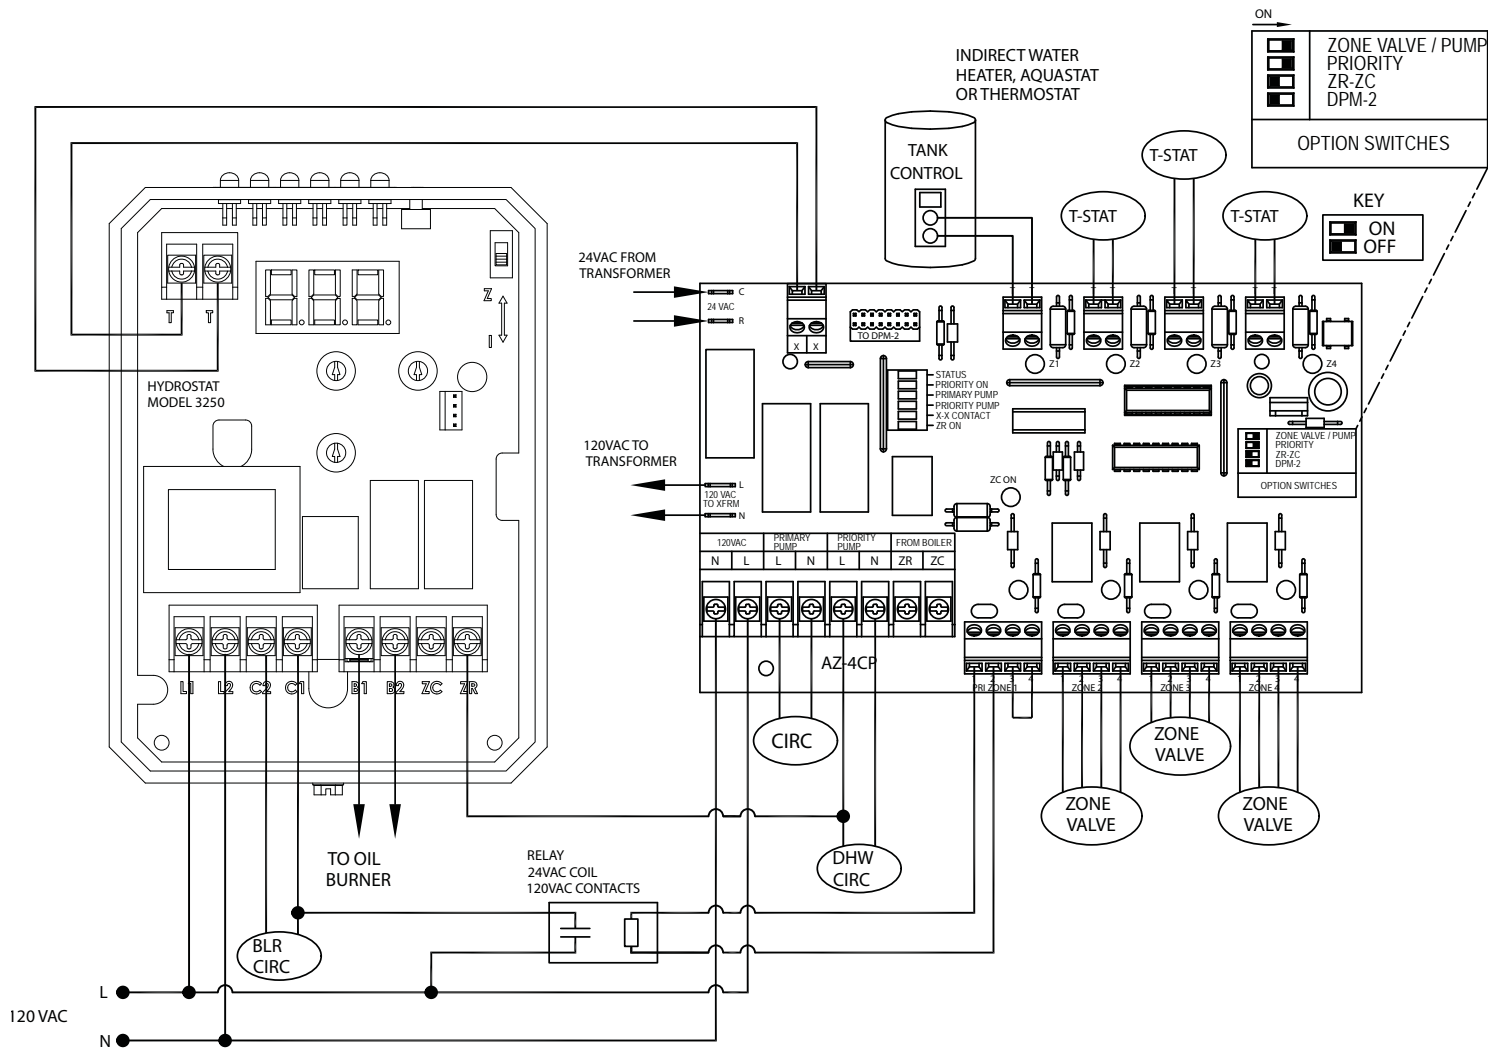 ON
ZONE VALVE / PUMP
PRIORITY
ZR-ZC
DPM-2
OPTION SWITCHES
KEY
ON
OFF
INDIRECT WATER
HEATER, AQUASTAT
OR THERMOSTAT
TANK
CONTROL
T-STAT
T-STAT
T-STAT
24VAC FROM
TRANSFORMER
C
24 VAC
R
X X
TO DPM-2
Z1
Z2
Z3
Z4
STATUS
PRIORITY ON
PRIMARY PUMP
PRIORITY PUMP
X-X CONTACT
ZR ON
T T
Z
I
HYDROSTAT
MODEL 3250
120VAC TO
TRANSFORMER
L
120 VAC
TO XFRM
N
ZC ON
ZONE VALVE / PUMP
PRIORITY
ZR-ZC
DPM-2
OPTION SWITCHES
120VAC
PRIMARY
PUMP
PRIORITY
PUMP
FROM BOILER
N L L N L N ZR ZC
AZ-4CP
L1 L2 C2 C1 B1 B2 ZC ZR
PRI ZONE 1
ZONE 2
ZONE 3
ZONE 4
CIRC
ZONE
VALVE
ZONE
VALVE
ZONE
VALVE
TO OIL
BURNER
RELAY
24VAC COIL
120VAC CONTACTS
DHW
CIRC
BLR
CIRC
L
120 VAC
N